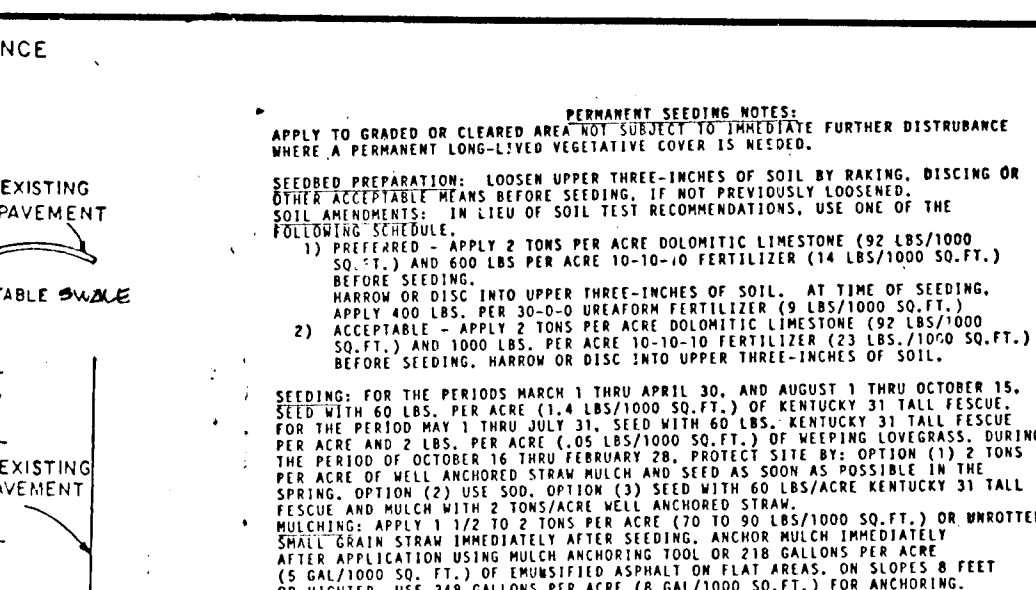 NCE
EXISTING
PAVEMENT
TABLE SWALE
EXISTING
AVEMENT
PERMANENT SEEDING NOTES:
APPLY TO GRADED OR CLEARED AREA NOT SUBJECT TO IMMEDIATE FURTHER DISTRUBANCE
WHERE A PERMANENT LONG-LIVED VEGETATIVE COVER IS NEEDED.
SEEDBED PREPARATION: LOOSEN UPPER THREE-INCHES OF SOIL BY RAKING, DISCING OR
OTHER ACCEPTABLE MEANS BEFORE SEEDING, IF NOT PREVIOUSLY LOOSENED.
SOIL AMENDMENTS: IN LIEU OF SOIL TEST RECOMMENDATIONS, USE ONE OF THE
FOLLOWING SCHEDULE.
1) PREFERRED - APPLY 2 TONS PER ACRE DOLOMITIC LIMESTONE (92 LBS/1000
SQ.FT.) AND 600 LBS PER ACRE 10-10-10 FERTILIZER (14 LBS/1000 SQ.FT.)
BEFORE SEEDING.
HARROW OR DISC INTO UPPER THREE-INCHES OF SOIL. AT TIME OF SEEDING,
APPLY 400 LBS. PER 30-0-0 UREAFORM FERTILIZER (9 LBS/1000 SQ.FT.)
2) ACCEPTABLE - APPLY 2 TONS PER ACRE DOLOMITIC LIMESTONE (92 LBS/1000
SQ.FT.) AND 1000 LBS. PER ACRE 10-10-10 FERTILIZER (23 LBS./1000 SQ.FT.)
BEFORE SEEDING. HARROW OR DISC INTO UPPER THREE-INCHES OF SOIL.
SEEDING: FOR THE PERIODS MARCH 1 THRU APRIL 30, AND AUGUST 1 THRU OCTOBER 15,
SEED WITH 60 LBS. PER ACRE (1.4 LBS/1000 SQ.FT.) OF KENTUCKY 31 TALL FESCUE.
FOR THE PERIOD MAY 1 THRU JULY 31, SEED WITH 60 LBS. KENTUCKY 31 TALL FESCUE
PER ACRE AND 2 LBS. PER ACRE (.05 LBS/1000 SQ.FT.) OF WEEPING LOVEGRASS. DURING
THE PERIOD OF OCTOBER 16 THRU FEBRUARY 28, PROTECT SITE BY: OPTION (1) 2 TONS
PER ACRE OF WELL ANCHORED STRAW MULCH AND SEED AS SOON AS POSSIBLE IN THE
SPRING. OPTION (2) USE SOD. OPTION (3) SEED WITH 60 LBS/ACRE KENTUCKY 31 TALL
FESCUE AND MULCH WITH 2 TONS/ACRE WELL ANCHORED STRAW.
MULCHING: APPLY 1 1/2 TO 2 TONS PER ACRE (70 TO 90 LBS/1000 SQ.FT.) OR UNROTTE
SMALL GRAIN STRAW IMMEDIATELY AFTER SEEDING. ANCHOR MULCH IMMEDIATELY
AFTER APPLICATION USING MULCH ANCHORING TOOL OR 218 GALLONS PER ACRE
(5 GAL/1000 SQ. FT.) OF EMULSIFIED ASPHALT ON FLAT AREAS. ON SLOPES 8 FEET
OR HIGHTER, USE 348 GALLONS PER ACRE (8 GAL/1000 SQ.FT.) FOR ANCHORING.